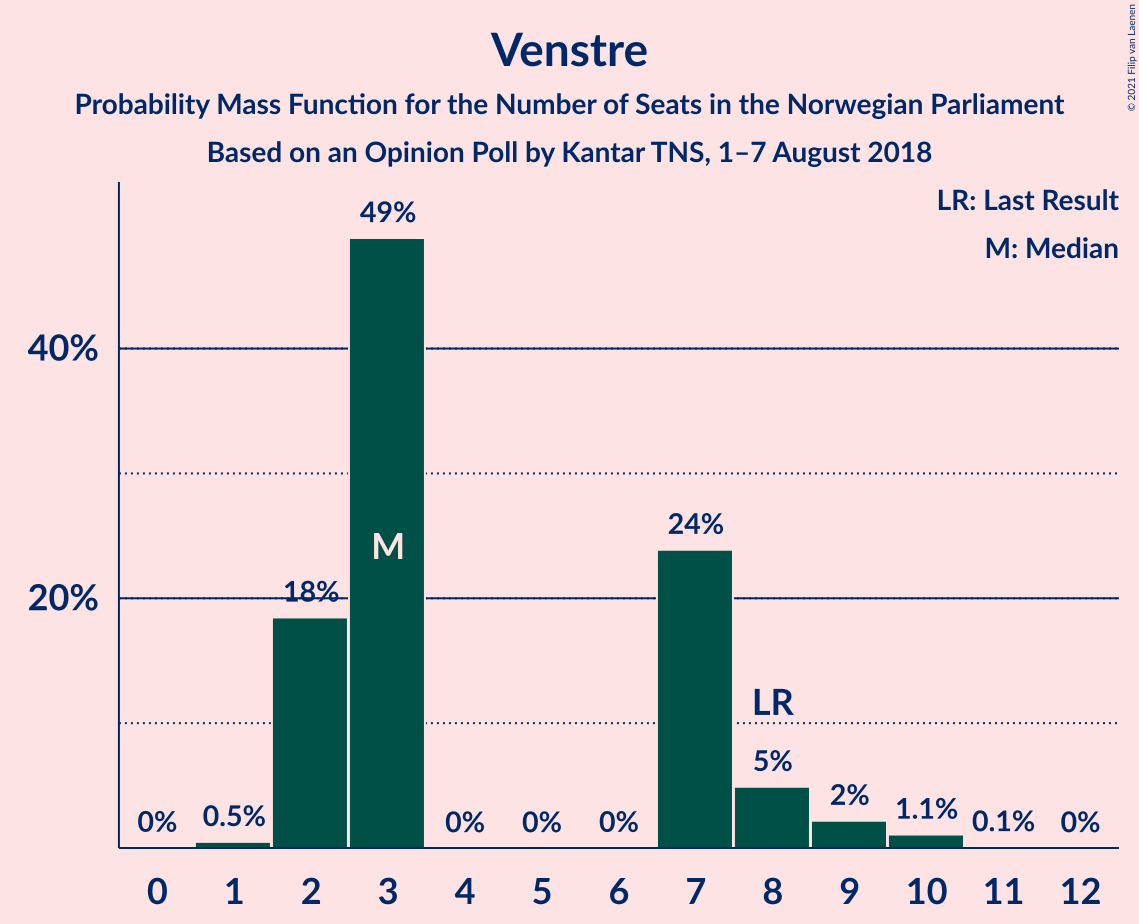 Venstre
Probability Mass Function for the Number of Seats in the Norwegian Parliament
Based on an Opinion Poll by Kantar TNS, 1–7 August 2018
© 2021 Filip van Laenen
LR: Last Result
M: Median
49%
40%
M
24%
18%
20%
LR
5%
2%
0% 0.5% 0% 0% 0% 1.1% 0.1% 0%
0 1 2 3 4 5 6 7 8 9 10 11 12